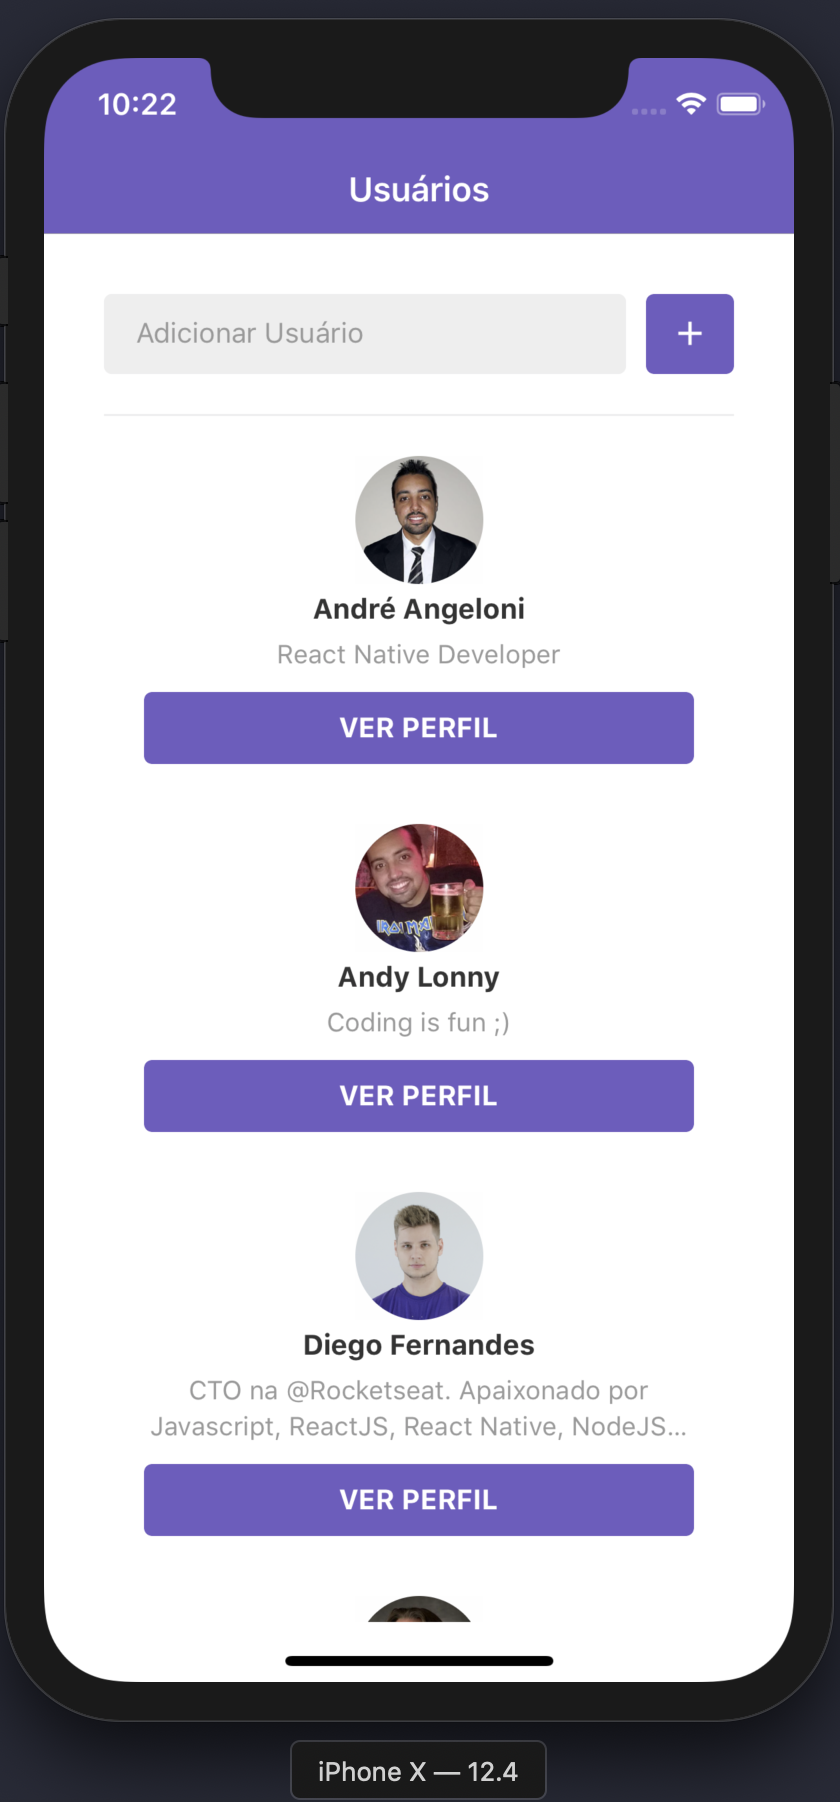 10:22
Usuários
Adicionar Usuário
+
André Angeloni
React Native Developer
VER PERFIL
Andy Lonny
Coding is fun ;)
VER PERFIL
Diego Fernandes
CTO na @Rocketseat. Apaixonado por
Javascript, ReactJS, React Native, NodeJS...
VER PERFIL
iPhone X — 12.4